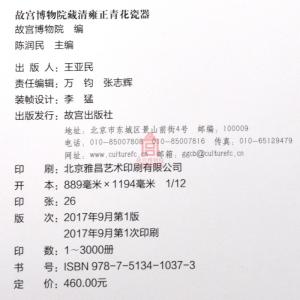 故宫博物院藏清雍正青花瓷器
故宫博物院 编
陈润民 主编
出 版 人：王亚民
责任编辑：万 钧 张志辉
装帧设计：李 猛
出版发行：故宫出版社
地址：北京市东城区景山前街4号 100009
电话：010-85007808 010-85007816 传真：010-65129479
网址：www.culturefc.cn 邮箱：ggcb@culturefc.cn
印 刷：北京雅昌艺术印刷有限公司
开 本：889毫米×1194毫米 1/12
印 张：26
版 次：2017年9月第1版
2017年9月第1次印刷
印 数：1～3000册
书 号：ISBN 978-7-5134-1037-3
定 价：460.00元